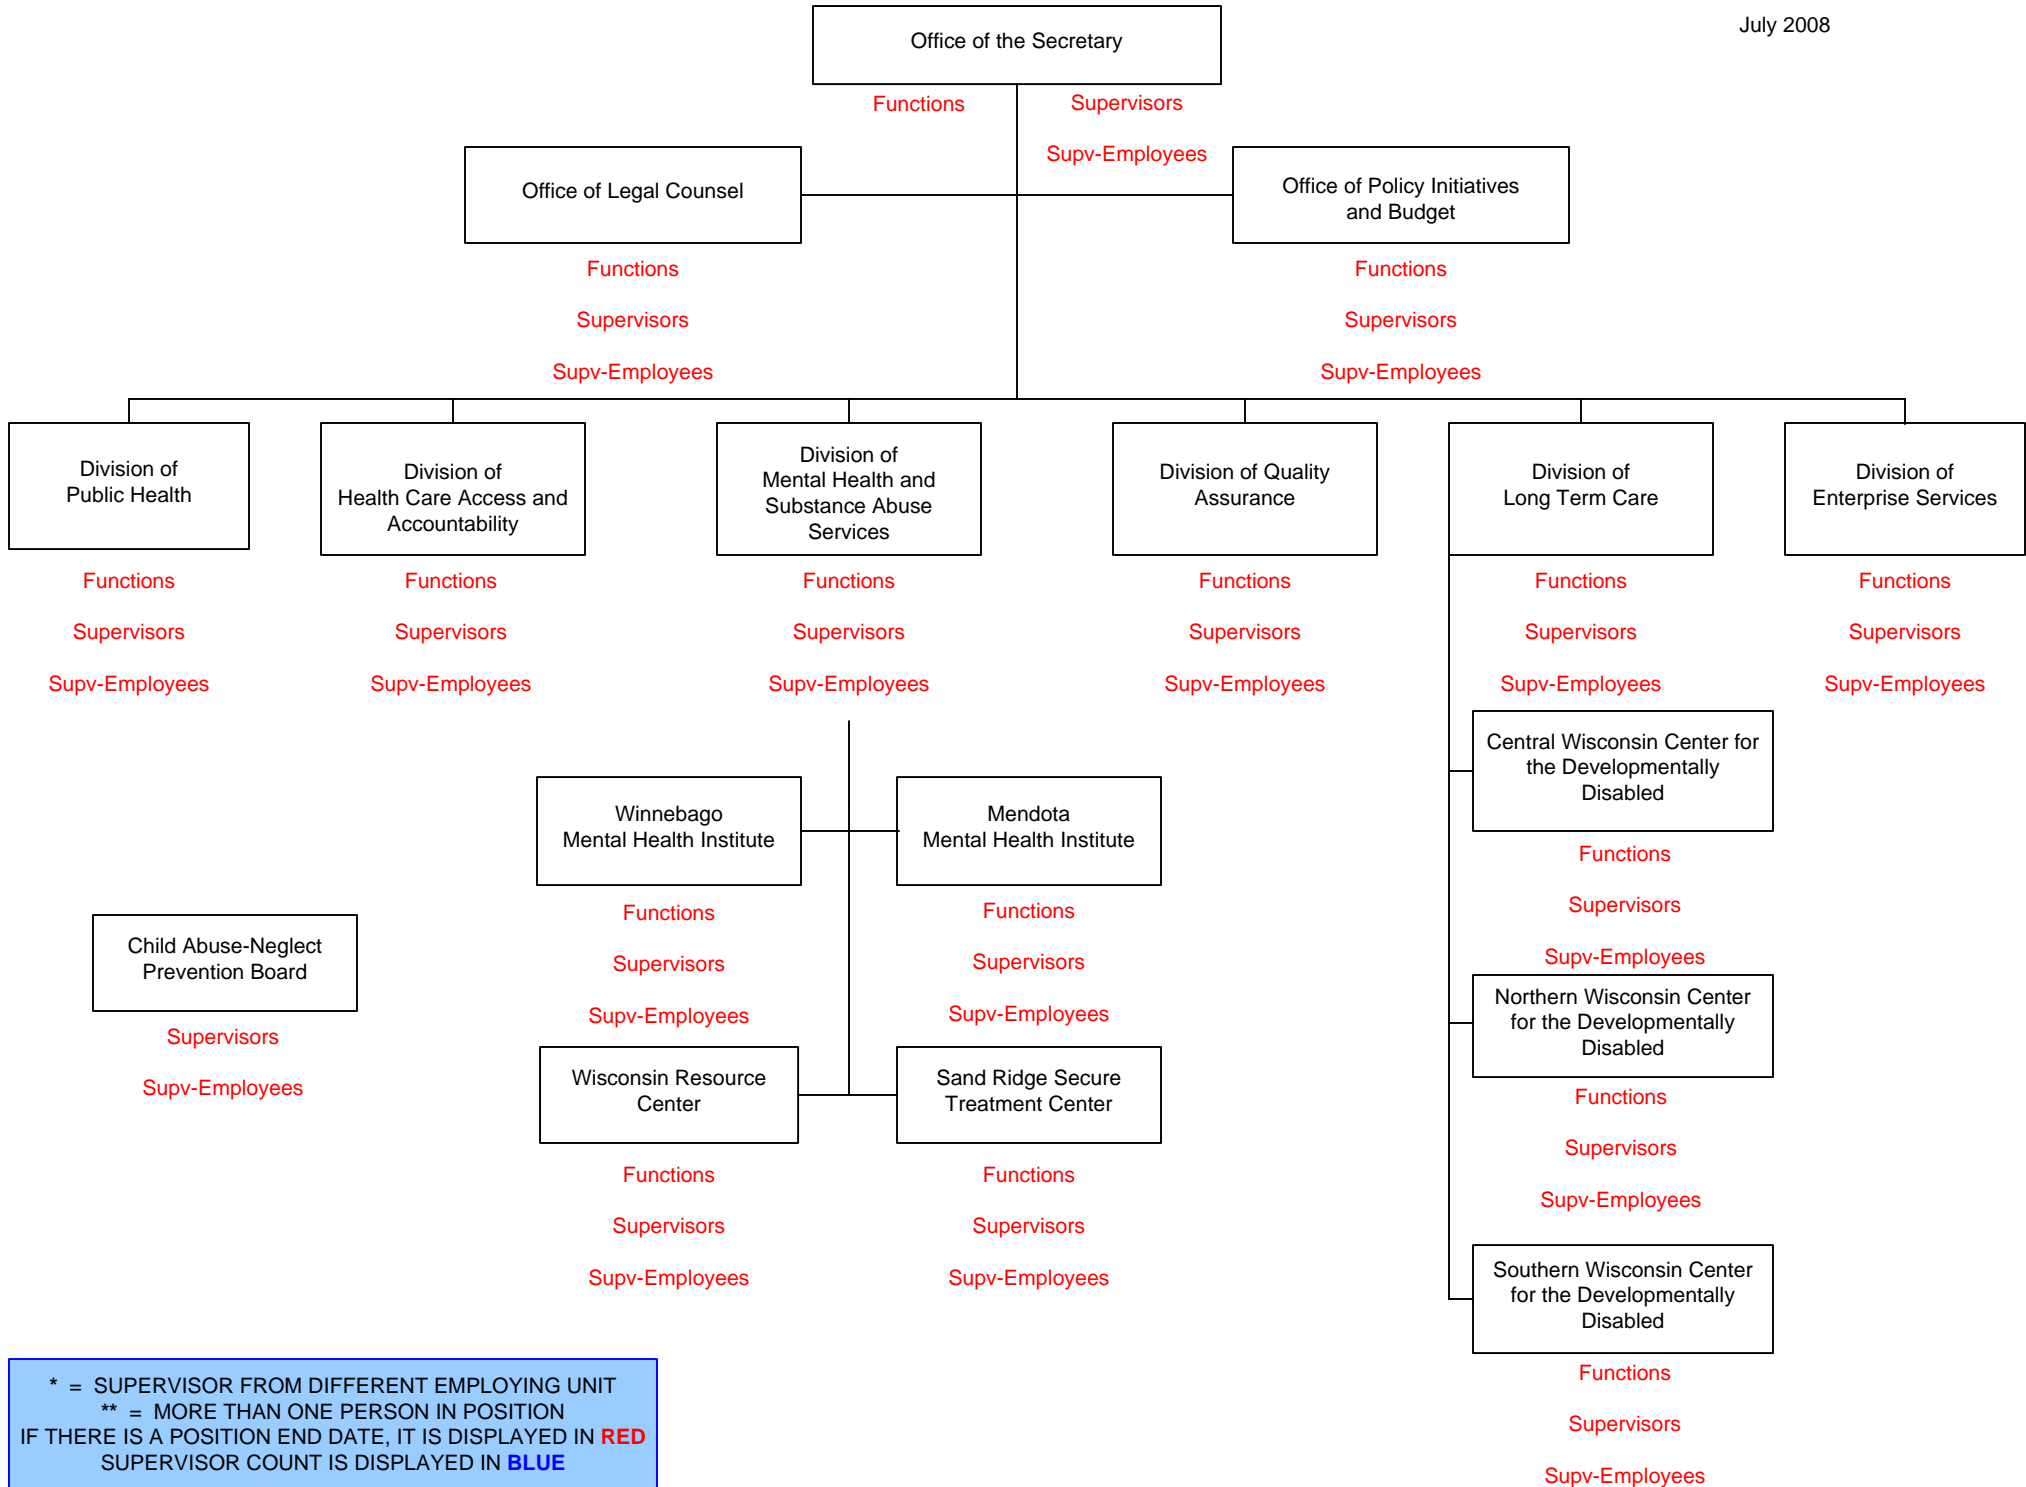 July 2008
Office of the Secretary
Functions
Supervisors
Supv-Employees
Office of Legal Counsel
Functions
Supervisors
Supv-Employees
Office of Policy Initiatives
and Budget
Functions
Supervisors
Supv-Employees
Division of
Public Health
Functions
Supervisors
Supv-Employees
Division of
Health Care Access and
Accountability
Functions
Supervisors
Supv-Employees
Division of
Mental Health and
Substance Abuse
Services
Functions
Supervisors
Supv-Employees
Division of Quality
Assurance
Functions
Supervisors
Supv-Employees
Division of
Long Term Care
Functions
Supervisors
Supv-Employees
Division of
Enterprise Services
Functions
Supervisors
Supv-Employees
Winnebago
Mental Health Institute
Functions
Supervisors
Supv-Employees
Mendota
Mental Health Institute
Functions
Supervisors
Supv-Employees
Central Wisconsin Center for
the Developmentally
Disabled
Functions
Supervisors
Supv-Employees
Child Abuse-Neglect
Prevention Board
Supervisors
Supv-Employees
Wisconsin Resource
Center
Functions
Supervisors
Supv-Employees
Sand Ridge Secure
Treatment Center
Functions
Supervisors
Supv-Employees
Northern Wisconsin Center
for the Developmentally
Disabled
Functions
Supervisors
Supv-Employees
Southern Wisconsin Center
for the Developmentally
Disabled
Functions
Supervisors
Supv-Employees
* = SUPERVISOR FROM DIFFERENT EMPLOYING UNIT
** = MORE THAN ONE PERSON IN POSITION
IF THERE IS A POSITION END DATE, IT IS DISPLAYED IN RED
SUPERVISOR COUNT IS DISPLAYED IN BLUE